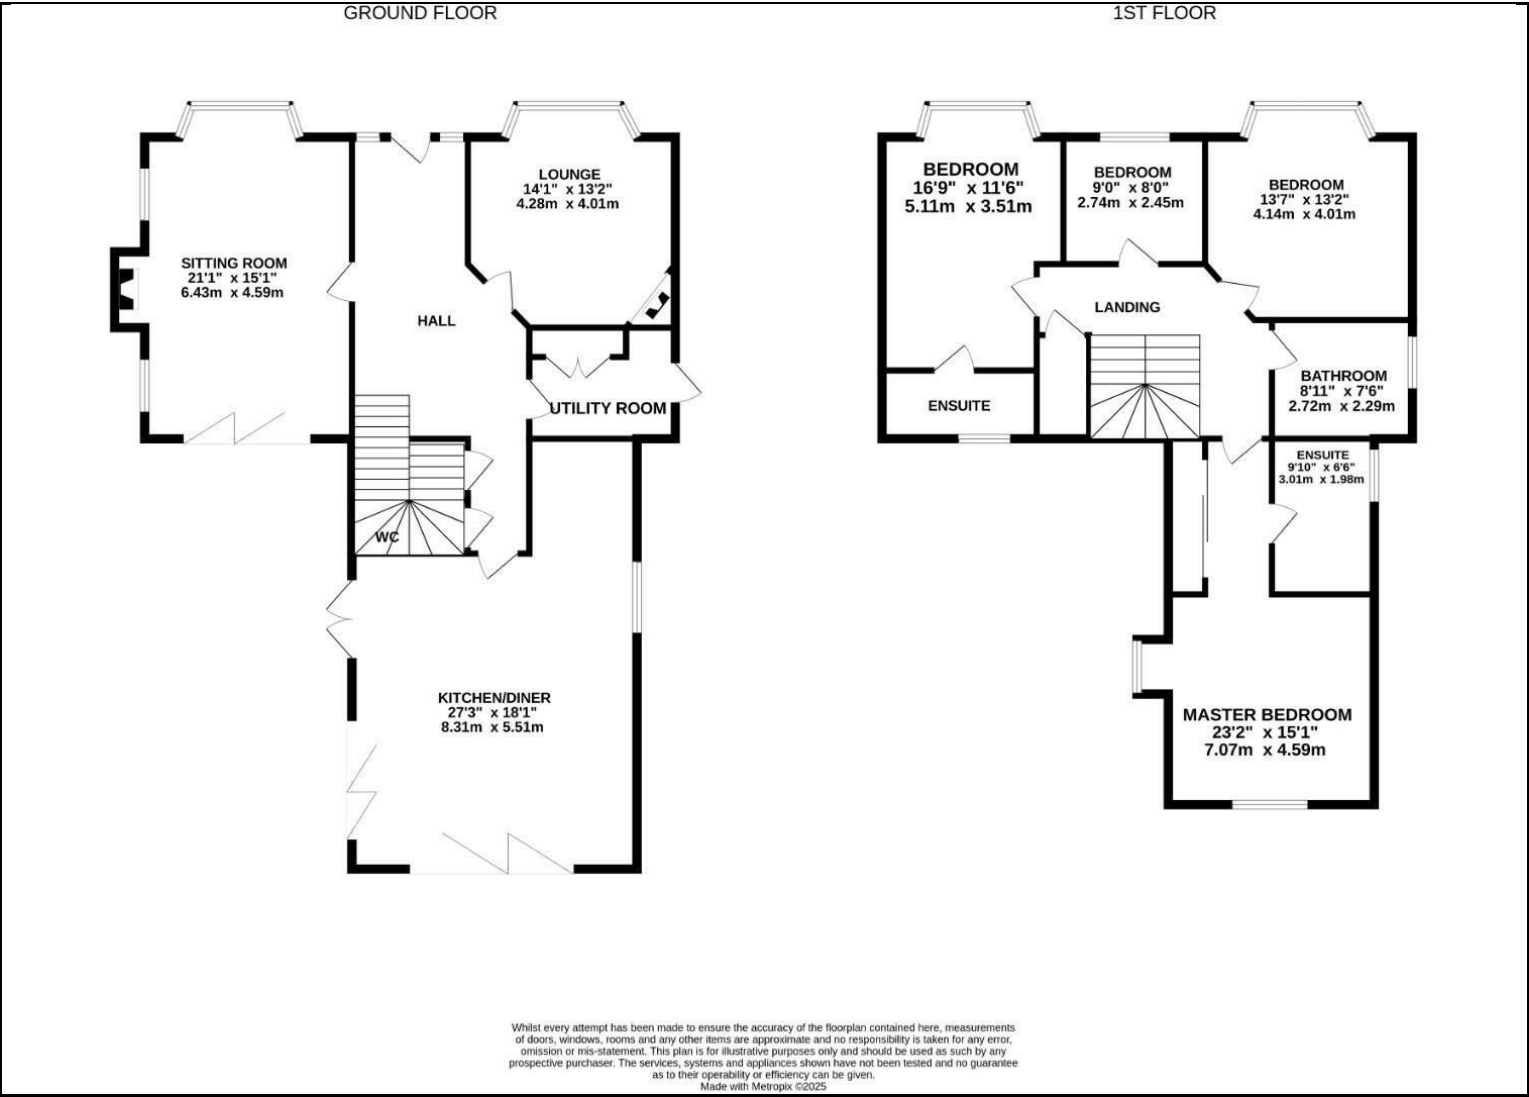 GROUND FLOOR
SITTING ROOM
21'1" x 15'1"
6.43m x 4.59m
HALL
LOUNGE
14'1" x 13'2"
4.28m x 4.01m
UTILITY ROOM
WC
KITCHEN/DINER
27'3" x 18'1"
8.31m x 5.51m
1ST FLOOR
BEDROOM
16'9" x 11'6"
5.11m x 3.51m
BEDROOM
9'0" x 8'0"
2.74m x 2.45m
BEDROOM
13'7" x 13'2"
4.14m x 4.01m
LANDING
ENSUITE
BATHROOM
8'11" x 7'6"
2.72m x 2.29m
ENSUITE
9'10" x 6'6"
3.01m x 1.98m
MASTER BEDROOM
23'2" x 15'1"
7.07m x 4.59m
Whilst every attempt has been made to ensure the accuracy of the floorplan contained here, measurements
of doors, windows, rooms and any other items are approximate and no responsibility is taken for any error,
omission or mis-statement. This plan is for illustrative purposes only and should be used as such by any
prospective purchaser. The services, systems and appliances shown have not been tested and no guarantee
as to their operability or efficiency can be given.
Made with Metropix ©2025